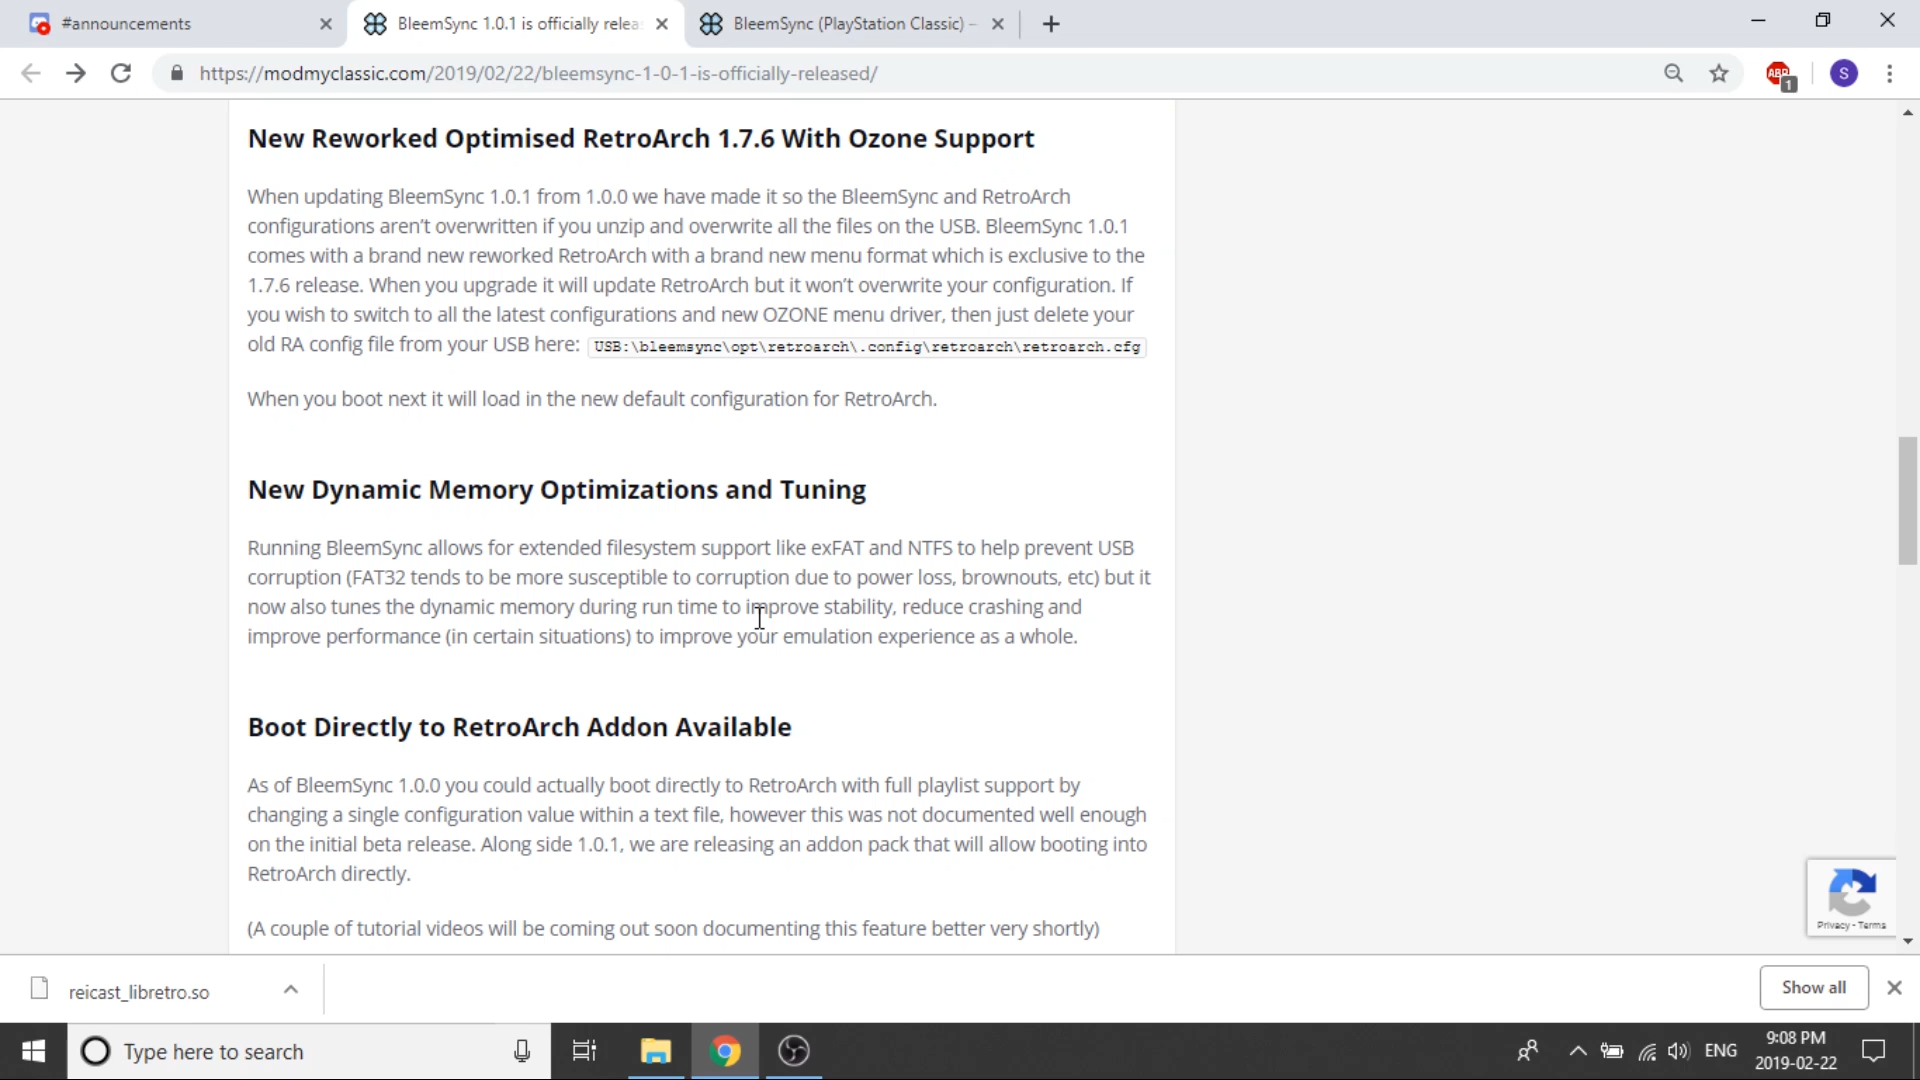 #announcements
BleemSync 1.0.1 is officially relea
BleemSync (PlayStation Classic) –
https://modmyclassic.com/2019/02/22/bleemsync-1-0-1-is-officially-released/
ABP
1
S
New Reworked Optimised RetroArch 1.7.6 With Ozone Support
When updating BleemSync 1.0.1 from 1.0.0 we have made it so the BleemSync and RetroArch
configurations aren't overwritten if you unzip and overwrite all the files on the USB. BleemSync 1.0.1
comes with a brand new reworked RetroArch with a brand new menu format which is exclusive to the
1.7.6 release. When you upgrade it will update RetroArch but it won't overwrite your configuration. If
you wish to switch to all the latest configurations and new OZONE menu driver, then just delete your
old RA config file from your USB here: USB:\bleemsync\opt\retroarch\.config\retroarch\retroarch.cfg
When you boot next it will load in the new default configuration for RetroArch.
New Dynamic Memory Optimizations and Tuning
Running BleemSync allows for extended filesystem support like exFAT and NTFS to help prevent USB
corruption (FAT32 tends to be more susceptible to corruption due to power loss, brownouts, etc) but it
now also tunes the dynamic memory during run time to improve stability, reduce crashing and
improve performance (in certain situations) to improve your emulation experience as a whole.
Boot Directly to RetroArch Addon Available
As of BleemSync 1.0.0 you could actually boot directly to RetroArch with full playlist support by
changing a single configuration value within a text file, however this was not documented well enough
on the initial beta release. Along side 1.0.1, we are releasing an addon pack that will allow booting into
RetroArch directly.
(A couple of tutorial videos will be coming out soon documenting this feature better very shortly)
Privacy - Terms
reicast_libretro.so
Show all
Type here to search
ENG
9:08 PM
2019-02-22